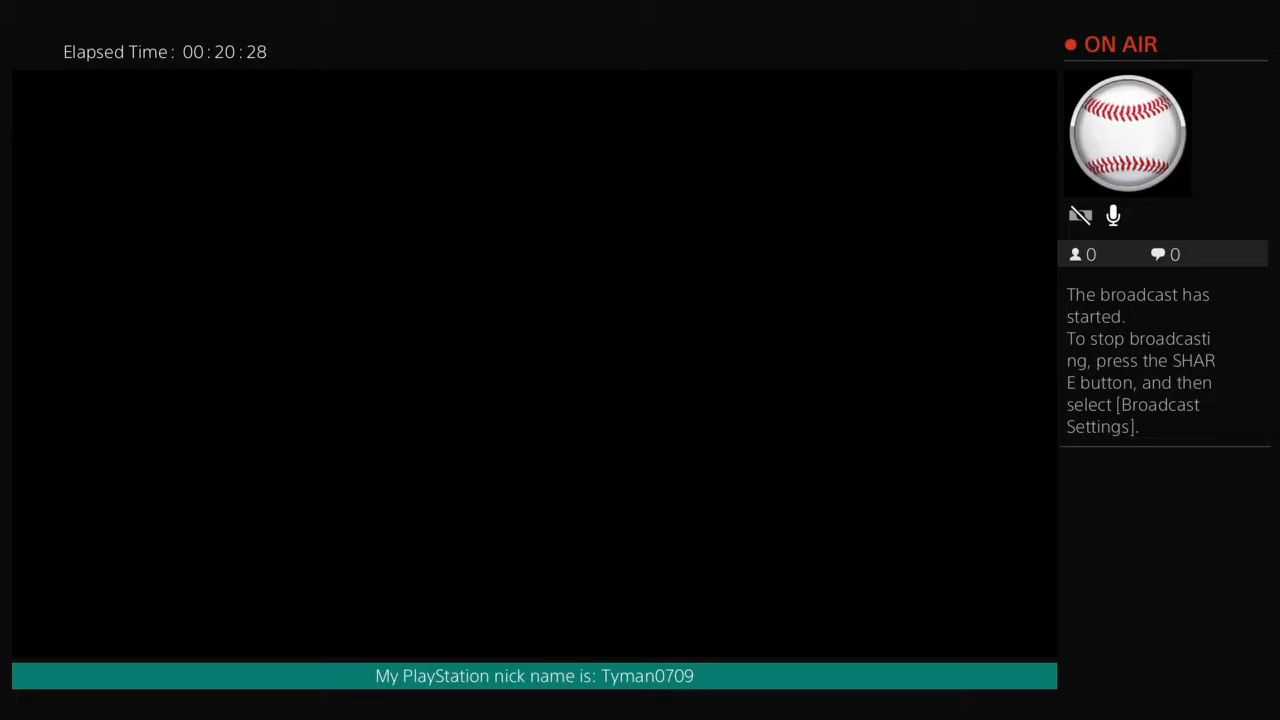 Elapsed Time: 00:20:28
ON AIR
0 0
The broadcast has
started.
To stop broadcasti
ng, press the SHAR
E button, and then
select [Broadcast
Settings].
My PlayStation nick name is: Tyman0709